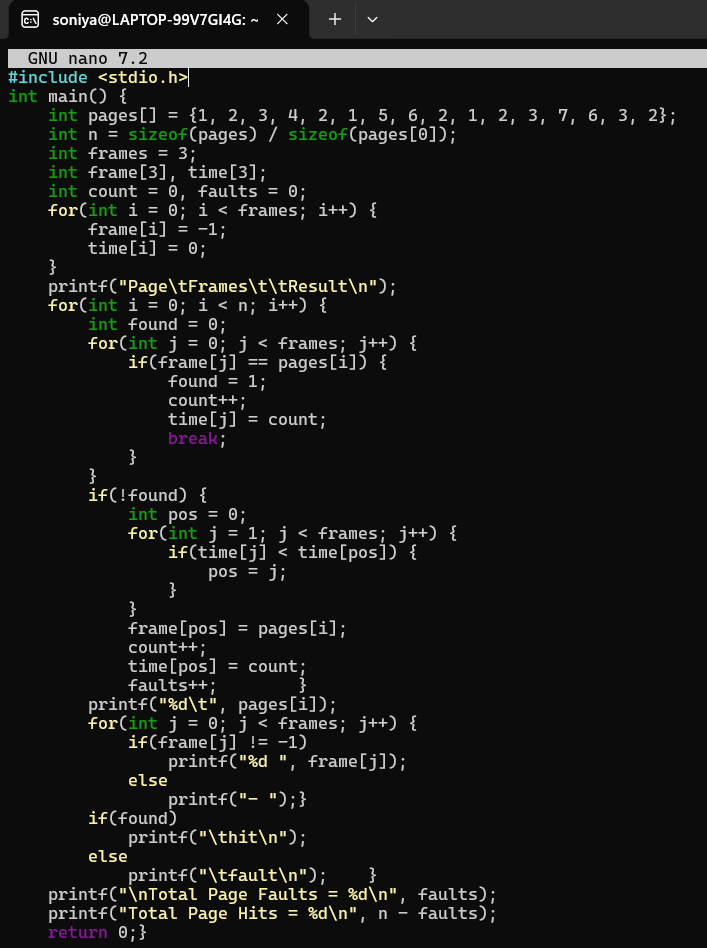 soniya@LAPTOP-99V7GI4G: ~
GNU nano 7.2
#include <stdio.h>
int main() {
    int pages[] = {1, 2, 3, 4, 2, 1, 5, 6, 2, 1, 2, 3, 7, 6, 3, 2};
    int n = sizeof(pages) / sizeof(pages[0]);
    int frames = 3;
    int frame[3], time[3];
    int count = 0, faults = 0;
    for(int i = 0; i < frames; i++) {
        frame[i] = -1;
        time[i] = 0;
    }
    printf("Page\tFrames\t\tResult\n");
    for(int i = 0; i < n; i++) {
        int found = 0;
        for(int j = 0; j < frames; j++) {
            if(frame[j] == pages[i]) {
                found = 1;
                count++;
                time[j] = count;
                break;
            }
        }
        if(!found) {
            int pos = 0;
            for(int j = 1; j < frames; j++) {
                if(time[j] < time[pos]) {
                    pos = j;
                }
            }
            frame[pos] = pages[i];
            count++;
            time[pos] = count;
            faults++;        }
        printf("%d\t", pages[i]);
        for(int j = 0; j < frames; j++) {
            if(frame[j] != -1)
                printf("%d ", frame[j]);
            else
                printf("- ");}
        if(found)
            printf("\thit\n");
        else
            printf("\tfault\n");    }
    printf("\nTotal Page Faults = %d\n", faults);
    printf("Total Page Hits = %d\n", n - faults);
    return 0;}